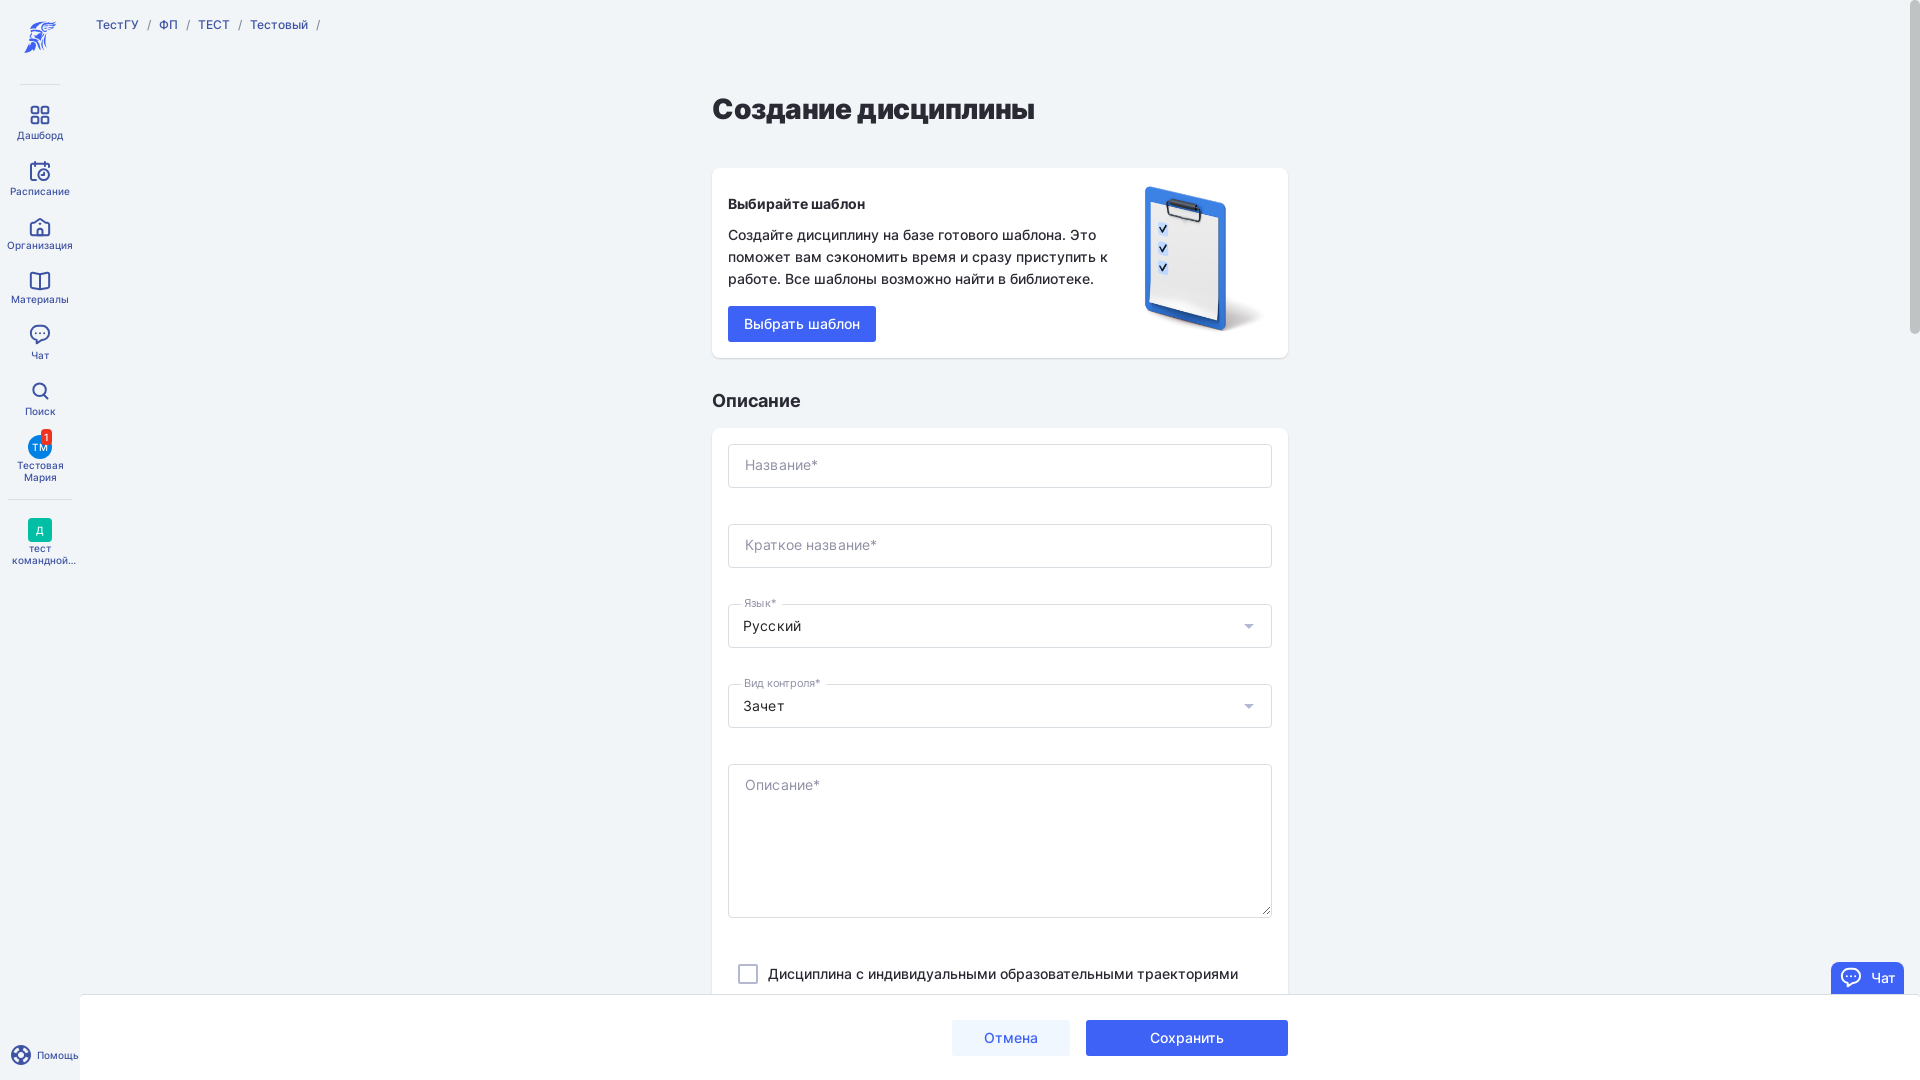 ТестГУ / ФП / ТЕСТ / Тестовый /
Дашборд
Расписание
Организация
Материалы
Чат
Поиск
ТМ
1
Тестовая
Мария
Д
тест
командной...
Помощь
Создание дисциплины
Выбирайте шаблон
Создайте дисциплину на базе готового шаблона. Это
поможет вам сэкономить время и сразу приступить к
работе. Все шаблоны возможно найти в библиотеке.
Выбрать шаблон
Описание
Название*
Краткое название*
Язык*
Русский
Вид контроля*
Зачет
Описание*
Дисциплина с индивидуальными образовательными траекториями
Чат
Отмена
Сохранить